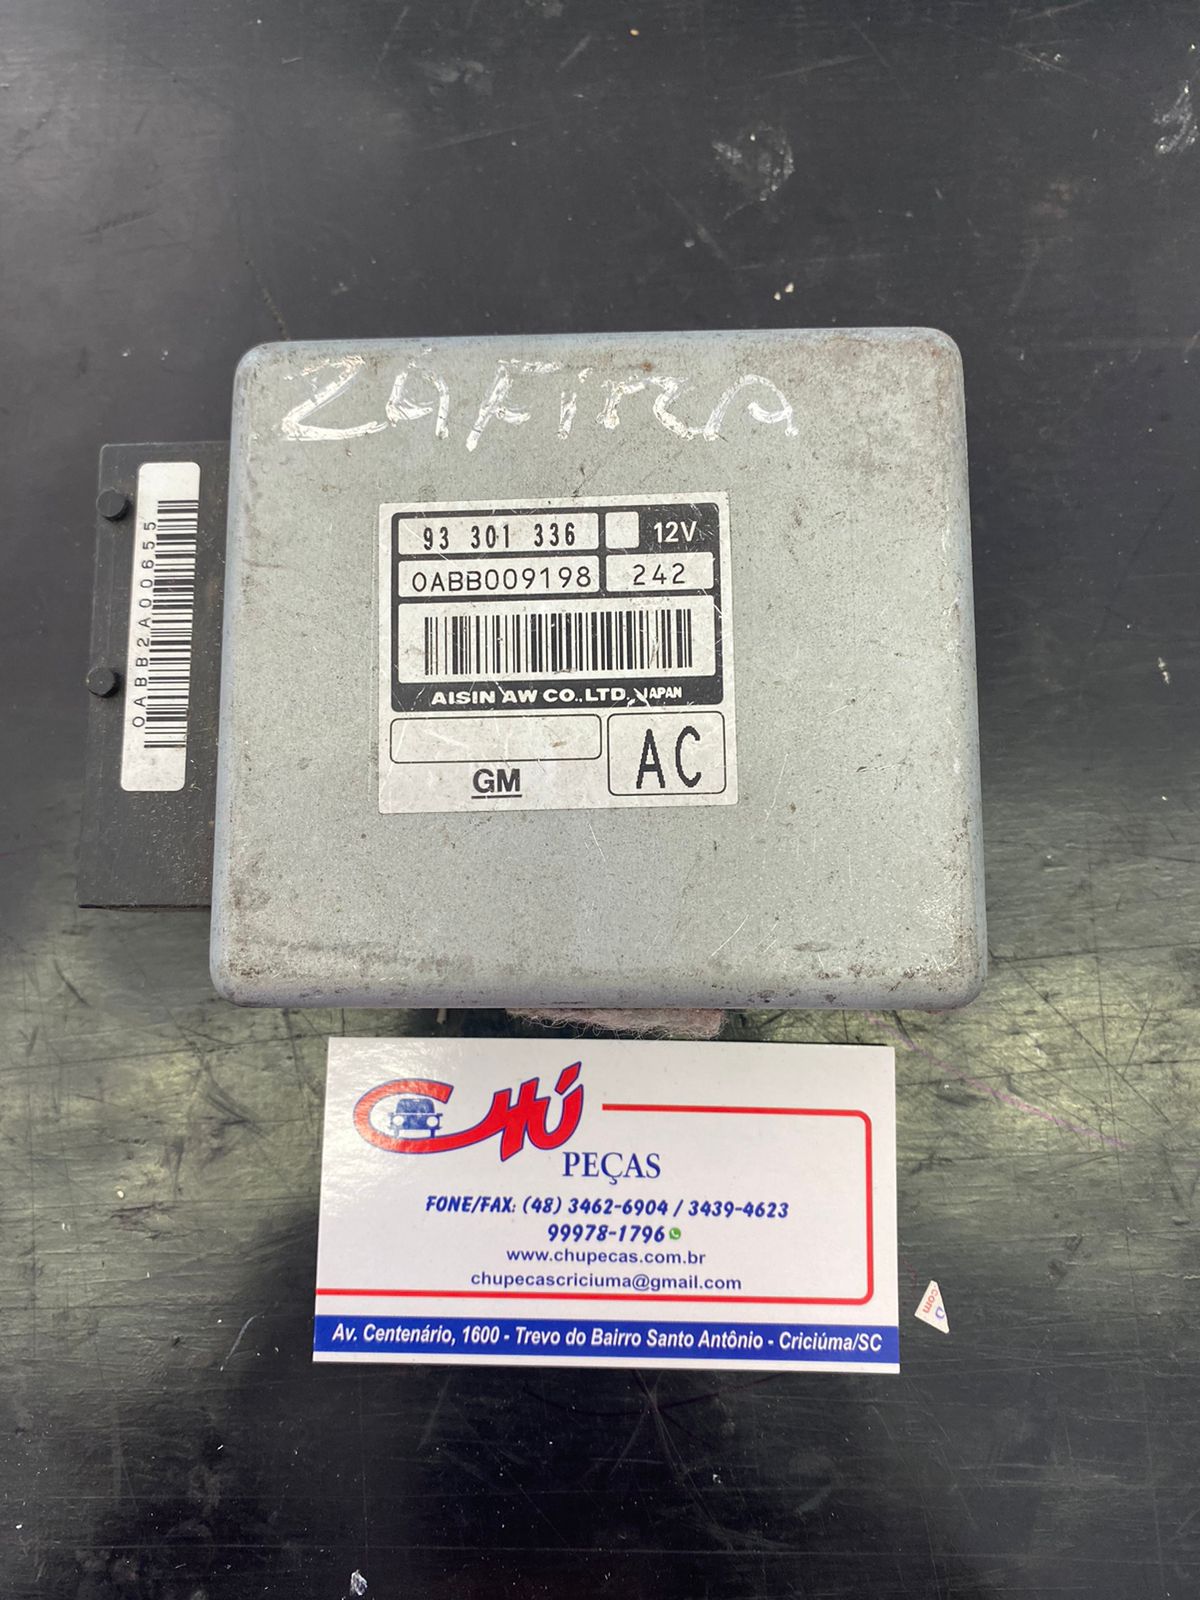 ZAFIRA
93 301 336
12V
0ABB009198
242
AISIN AW CO.,LTD. JAPAN
GM
AC
0ABB2A00655
CHÚ
PEÇAS
FONE/FAX: (48) 3462-6904 / 3439-4623
99978-1796
www.chupecas.com.br
chupecascriciuma@gmail.com
Av. Centenário, 1600 - Trevo do Bairro Santo Antônio - Criciúma/SC
.com